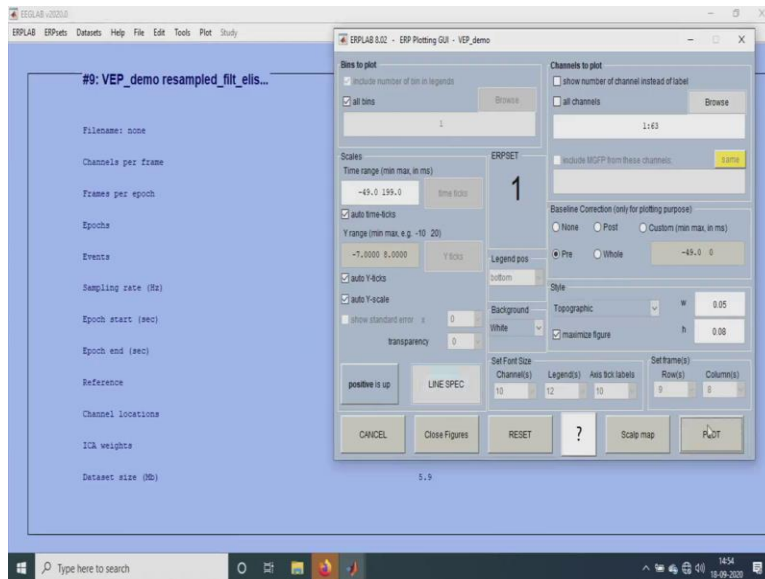 EEGLAB v2020.0
ERPLAB ERPsets Datasets Help File Edit Tools Plot Study
#9: VEP_demo resampled_filt_elis...
Filename: none
Channels per frame
Frames per epoch
Epochs
Events
Sampling rate (Hz)
Epoch start (sec)
Epoch end (sec)
Reference
Channel locations
ICA weights
Dataset size (Mb) 5.9
ERPLAB 8.02 - ERP Plotting GUI - VEP_demo
Bins to plot
include number of bin in legends
all bins Browse
1
Channels to plot
show number of channel instead of label
all channels Browse
1:63
include MGFP from these channels: same
Scales
Time range (min max, in ms)
-49.0 199.0 time ticks
auto time-ticks
Y range (min max, e.g. -10 20)
-7.0000 8.0000 Y ticks
auto Y-ticks
auto Y-scale
show standard error x 0
transparency 0
positive is up LINE SPEC
ERPSET
1
Legend pos
bottom
Background
White
Baseline Correction (only for plotting purpose)
None Post Custom (min max, in ms)
Pre Whole -49.0 0
Style
Topographic w 0.05
maximize figure h 0.08
Set Font Size
Channel(s) Legend(s) Axis tick labels
10 12 10
Set frame(s)
Row(s) Column(s)
9 8
CANCEL Close Figures RESET ? Scalp map PLOT
Type here to search
14:54
18-09-2020